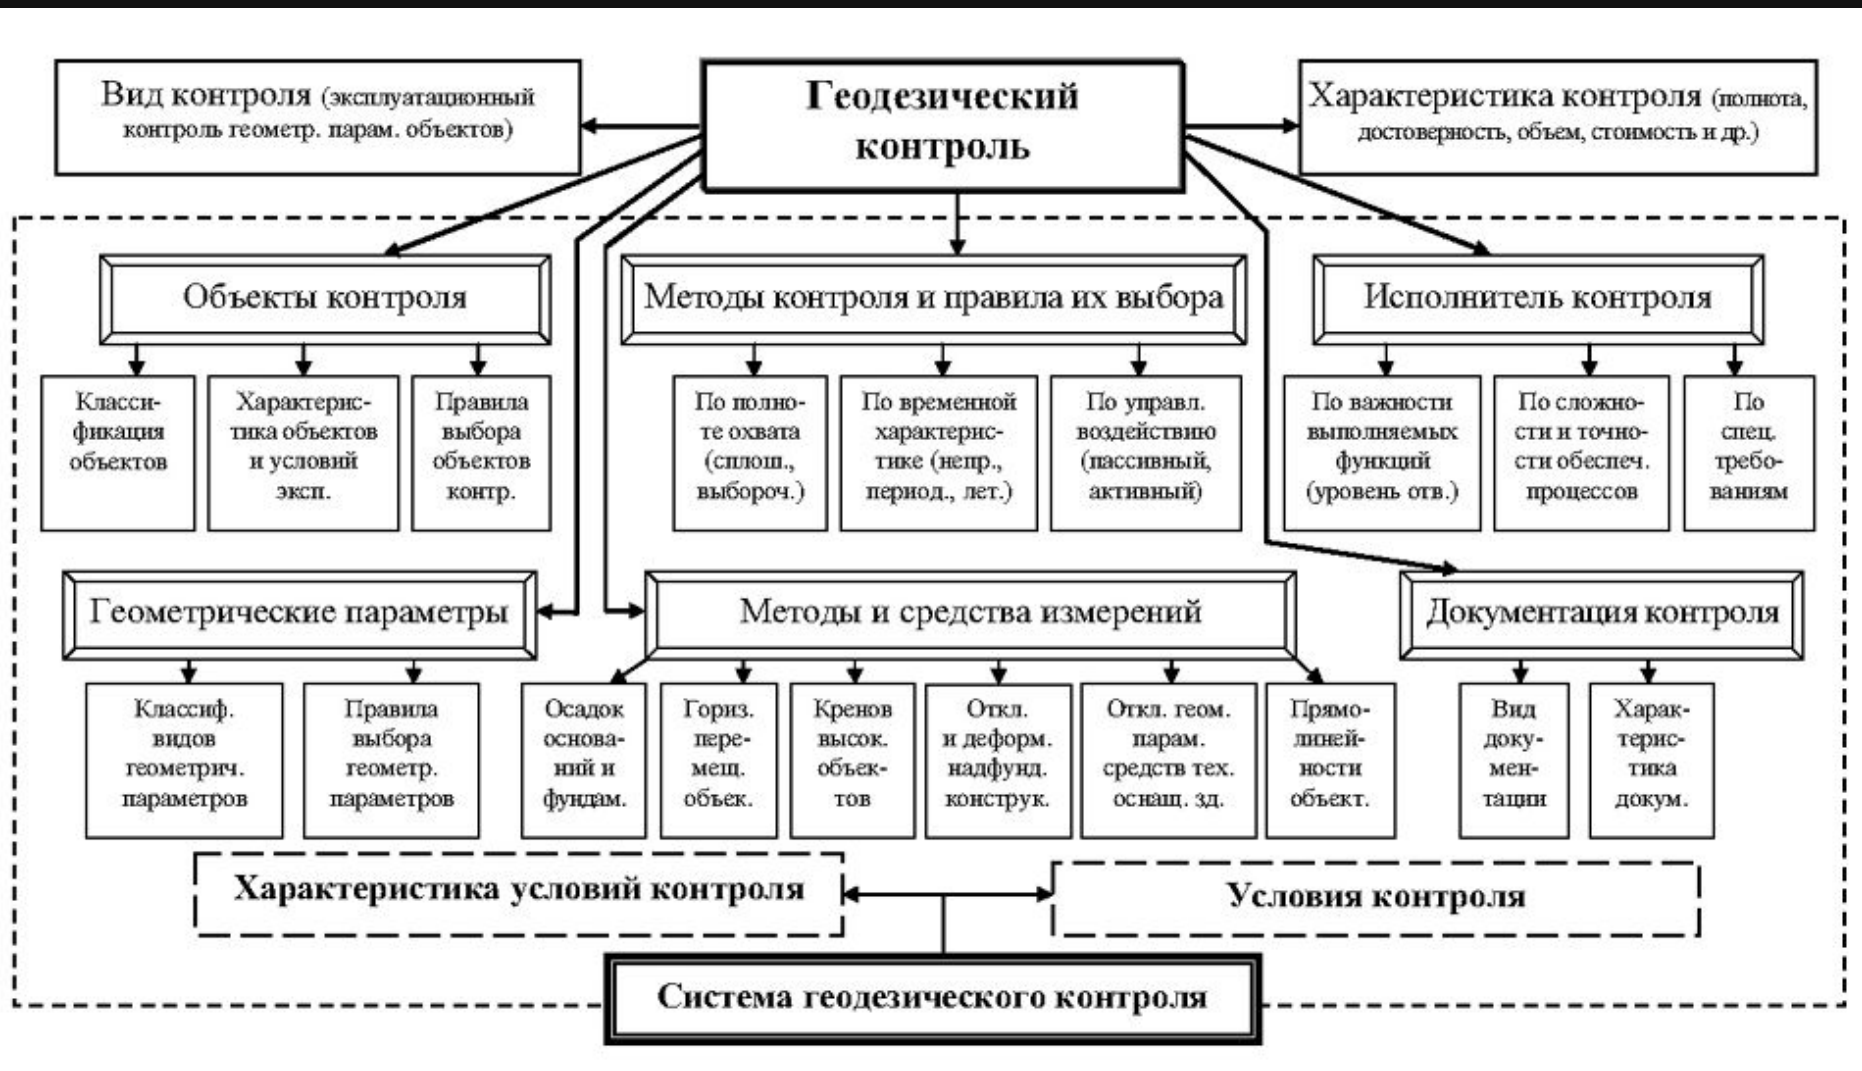 Вид контроля (эксплуатационный
контроль геометр. парам. объектов)
Геодезический
контроль
Характеристика контроля (полнота,
достоверность, объем, стоимость и др.)
Объекты контроля
Методы контроля и правила их выбора
Исполнитель контроля
Класси-
фикация
объектов
Характерис-
тика объектов
и условий
эксп.
Правила
выбора
объектов
контр.
По полно-
те охвата
(сплош.,
выбороч.)
По временной
характерис-
тике (непр.,
период., лет.)
По управл.
воздействию
(пассивный,
активный)
По важности
выполняемых
функций
(уровень отв.)
По сложно-
сти и точно-
сти обеспеч.
процессов
По
спец.
требо-
ваниям
Геометрические параметры
Методы и средства измерений
Документация контроля
Классиф.
видов
геометрич.
параметров
Правила
выбора
геометр.
параметров
Осадок
основа-
ний и
фундам.
Гориз.
пере-
мещ.
объек.
Кренов
высок.
объек-
тов
Откл.
и деформ.
надфунд.
конструк.
Откл. геом.
парам.
средств тех.
оснащ. зд.
Прямо-
линей-
ности
объект.
Вид
доку-
мен-
тации
Харак-
терис-
тика
докум.
Характеристика условий контроля
Условия контроля
Система геодезического контроля